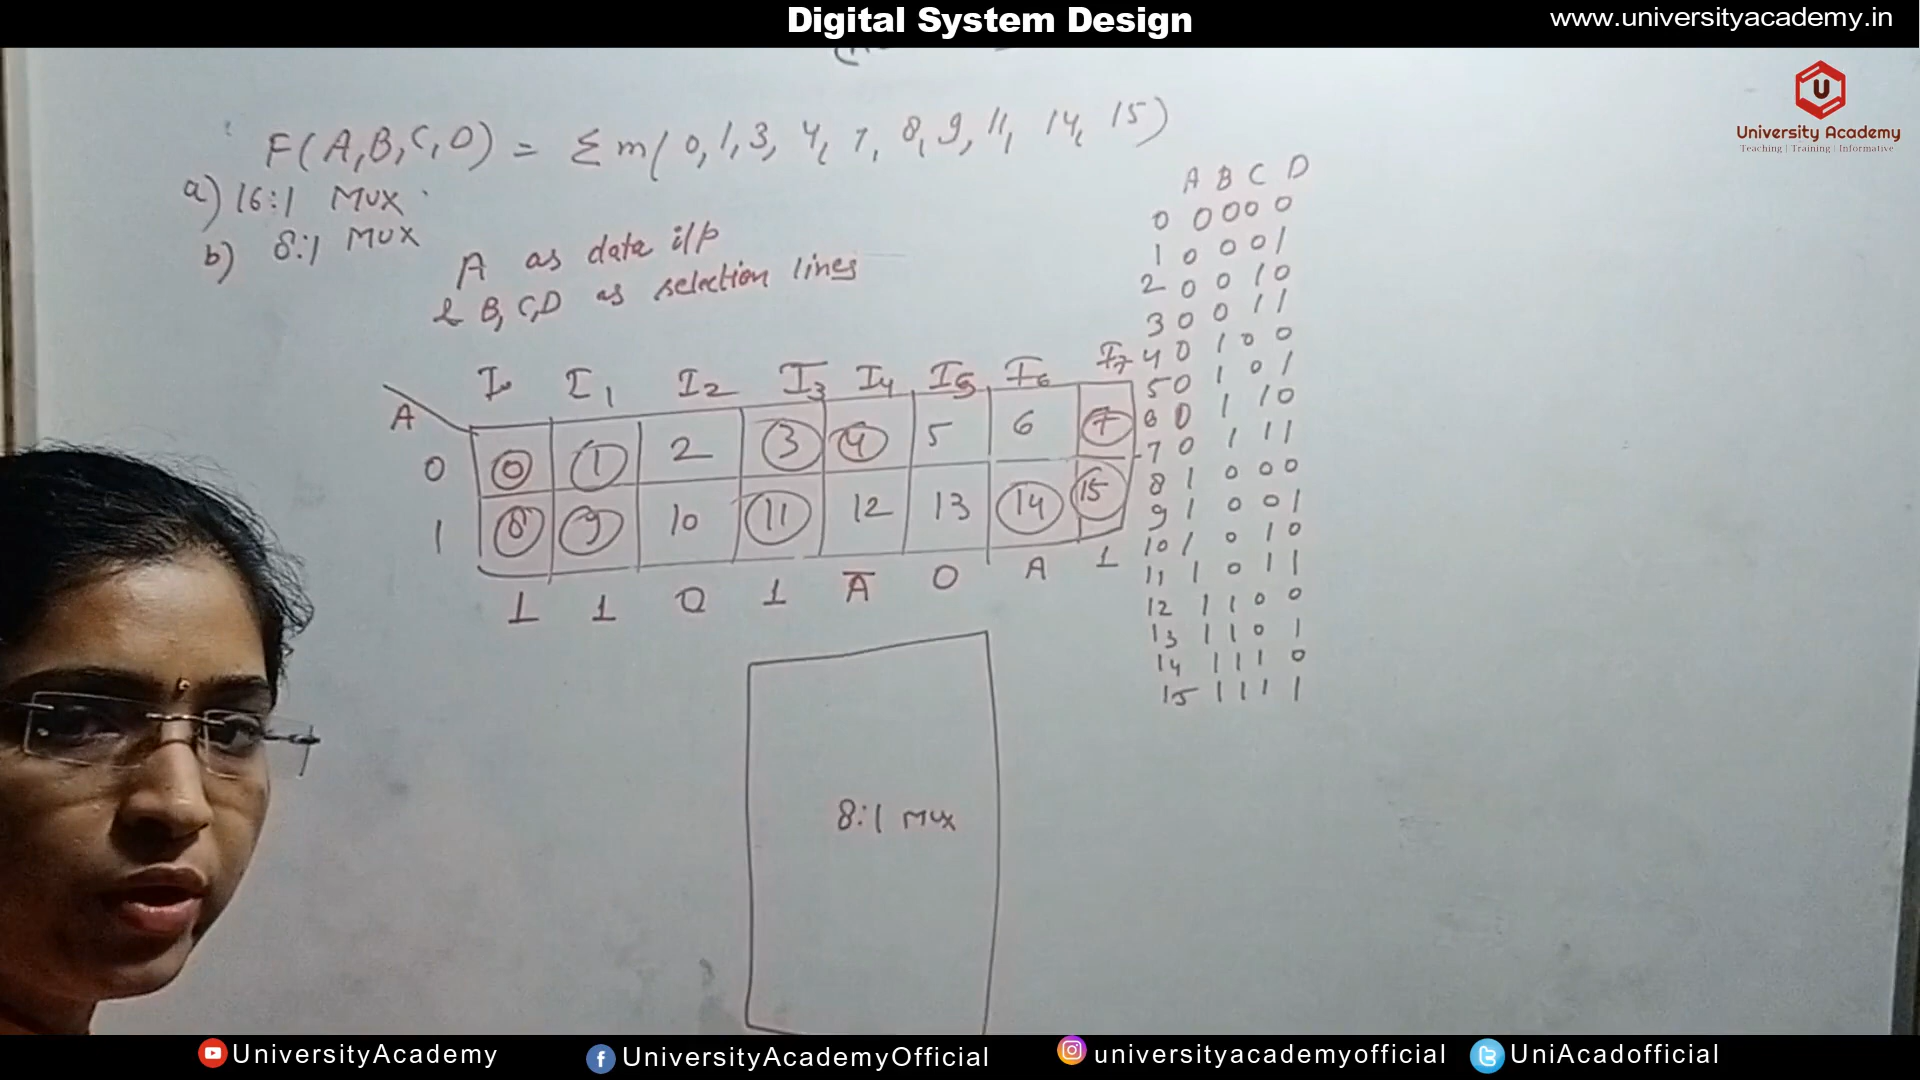 Digital System Design
www.universityacademy.in
University Academy
Teaching | Training | Informative
F(A,B,C,D) = Σm(0,1,3,4,7,8,9,11,14,15)
a) 16:1 MUX
b) 8:1 MUX
A as data i/p
& B,C,D as selection lines
A I0 I1 I2 I3 I4 I5 I6 I7
0 0 1 2 3 4 5 6 7
1 8 9 10 11 12 13 14 15
1 1 0 1 A̅ 0 A 1
8:1 MUX
A B C D
0 0 0 0 0
1 0 0 0 1
2 0 0 1 0
3 0 0 1 1
4 0 1 0 0
5 0 1 0 1
6 0 1 1 0
7 0 1 1 1
8 1 0 0 0
9 1 0 0 1
10 1 0 1 0
11 1 0 1 1
12 1 1 0 0
13 1 1 0 1
14 1 1 1 0
15 1 1 1 1
UniversityAcademy
UniversityAcademyOfficial
universityacademyofficial
UniAcadofficial